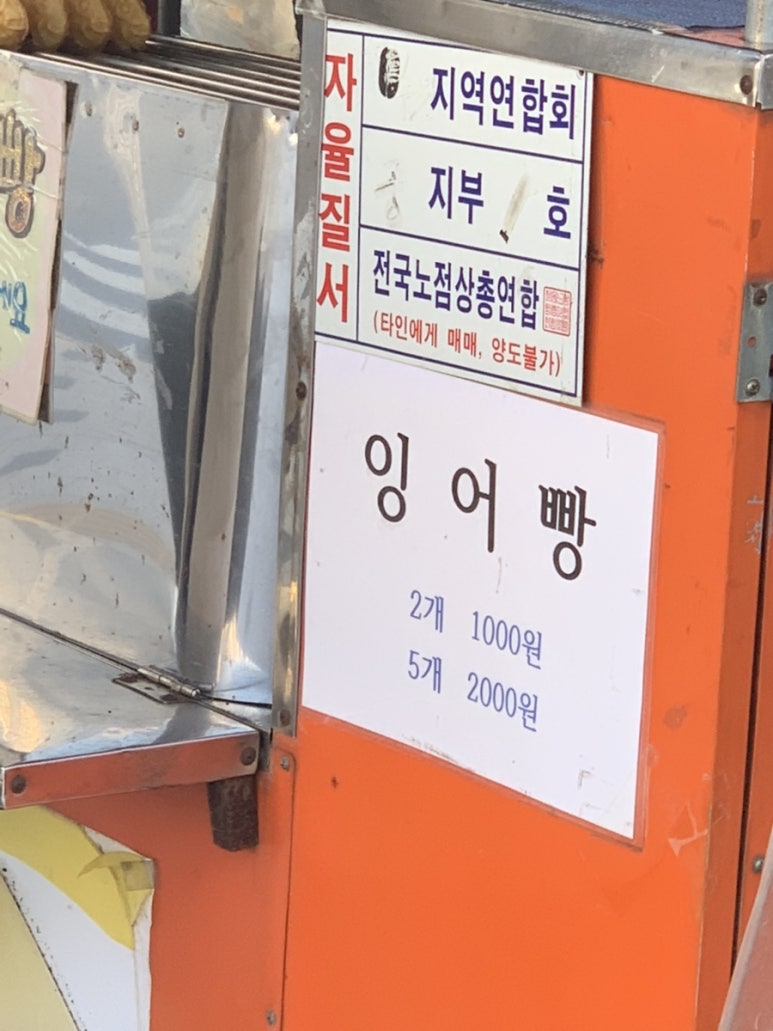 자율질서
지역연합회
지부 호
전국노점상총연합
(타인에게 매매, 양도불가)
잉어빵
2개 1000원
5개 2000원
빵
요